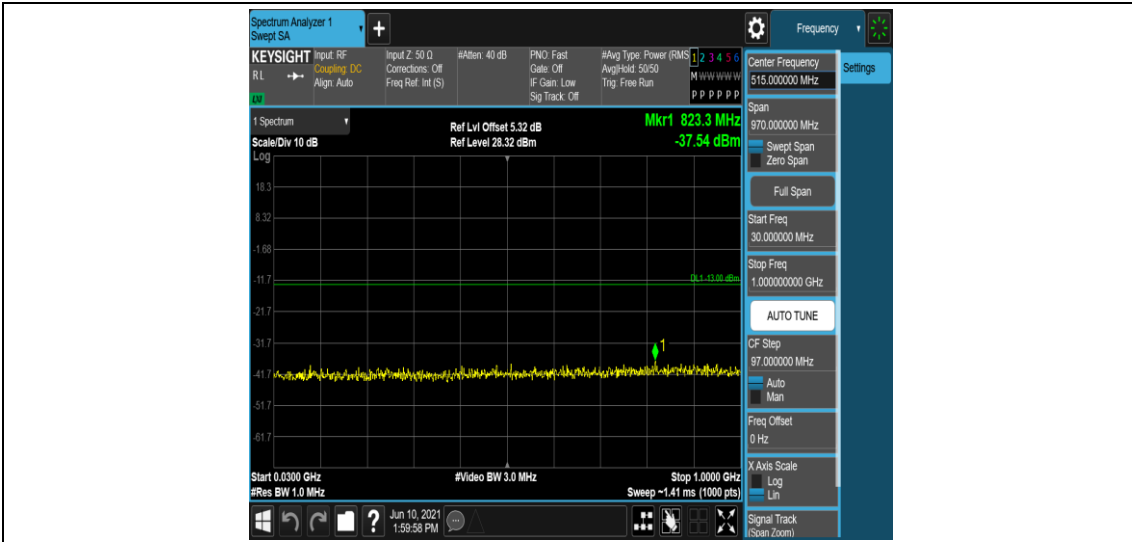 Spectrum Analyzer 1
Swept SA
+
Frequency
KEYSIGHT
RL
Input: RF
Coupling: DC
Align: Auto
Input Z: 50 Ω
Corrections: Off
Freq Ref: Int (S)
#Atten: 40 dB
PNO: Fast
Gate: Off
IF Gain: Low
Sig Track: Off
#Avg Type: Power (RMS
Avg|Hold: 50/50
Trig: Free Run
1 2 3 4 5 6
M W W W W W
P P P P P P
1 Spectrum
Scale/Div 10 dB
Log
Ref Lvl Offset 5.32 dB
Ref Level 28.32 dBm
Mkr1 823.3 MHz
-37.54 dBm
18.3
8.32
-1.68
-11.7
-21.7
-31.7
-41.7
-51.7
-61.7
DL1 -13.00 dBm
1
Start 0.0300 GHz
#Res BW 1.0 MHz
#Video BW 3.0 MHz
Stop 1.0000 GHz
Sweep ~1.41 ms (1000 pts)
Center Frequency
515.000000 MHz
Settings
Span
970.000000 MHz
Swept Span
Zero Span
Full Span
Start Freq
30.000000 MHz
Stop Freq
1.000000000 GHz
AUTO TUNE
CF Step
97.000000 MHz
Auto
Man
Freq Offset
0 Hz
X Axis Scale
Log
Lin
Signal Track
(Span Zoom)
?
Jun 10, 2021
1:59:58 PM